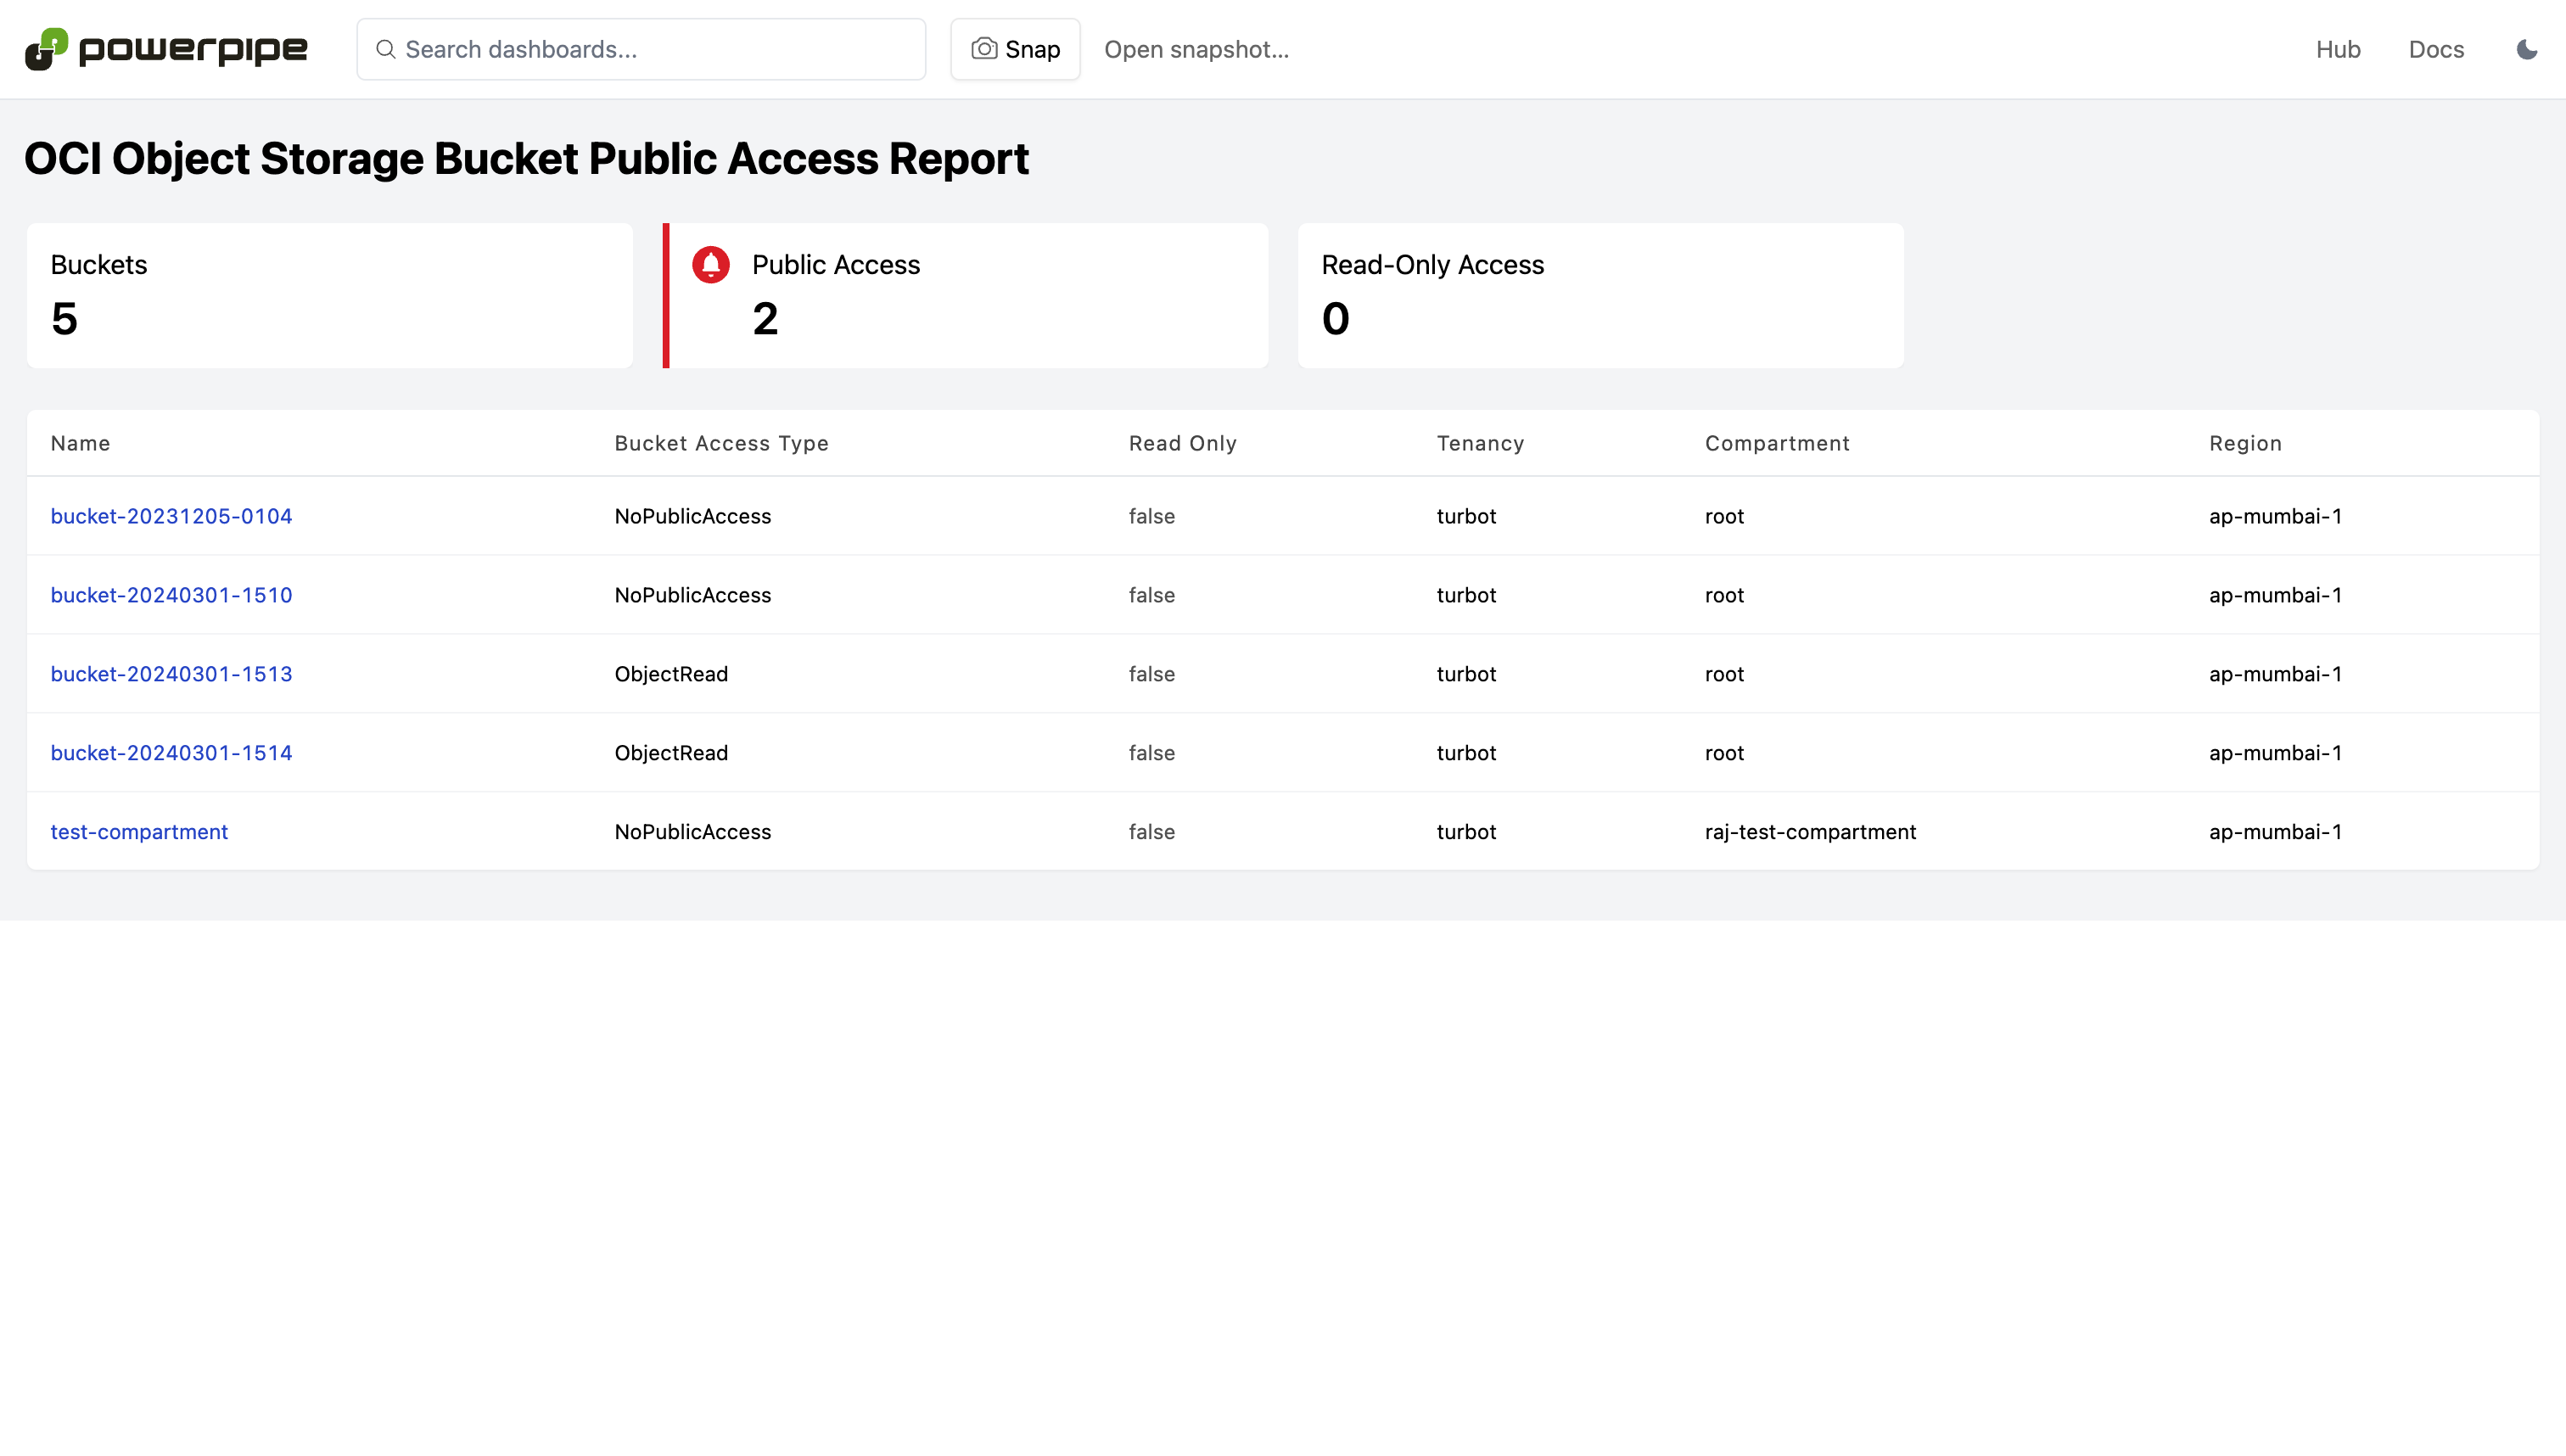 powerpipe Search dashboards... Snap Open snapshot... Hub Docs
OCI Object Storage Bucket Public Access Report
Buckets Public Access Read-Only Access
5 2 0
Name Bucket Access Type Read Only Tenancy Compartment Region
bucket-20231205-0104 NoPublicAccess false turbot root ap-mumbai-1
bucket-20240301-1510 NoPublicAccess false turbot root ap-mumbai-1
bucket-20240301-1513 ObjectRead false turbot root ap-mumbai-1
bucket-20240301-1514 ObjectRead false turbot root ap-mumbai-1
test-compartment NoPublicAccess false turbot raj-test-compartment ap-mumbai-1